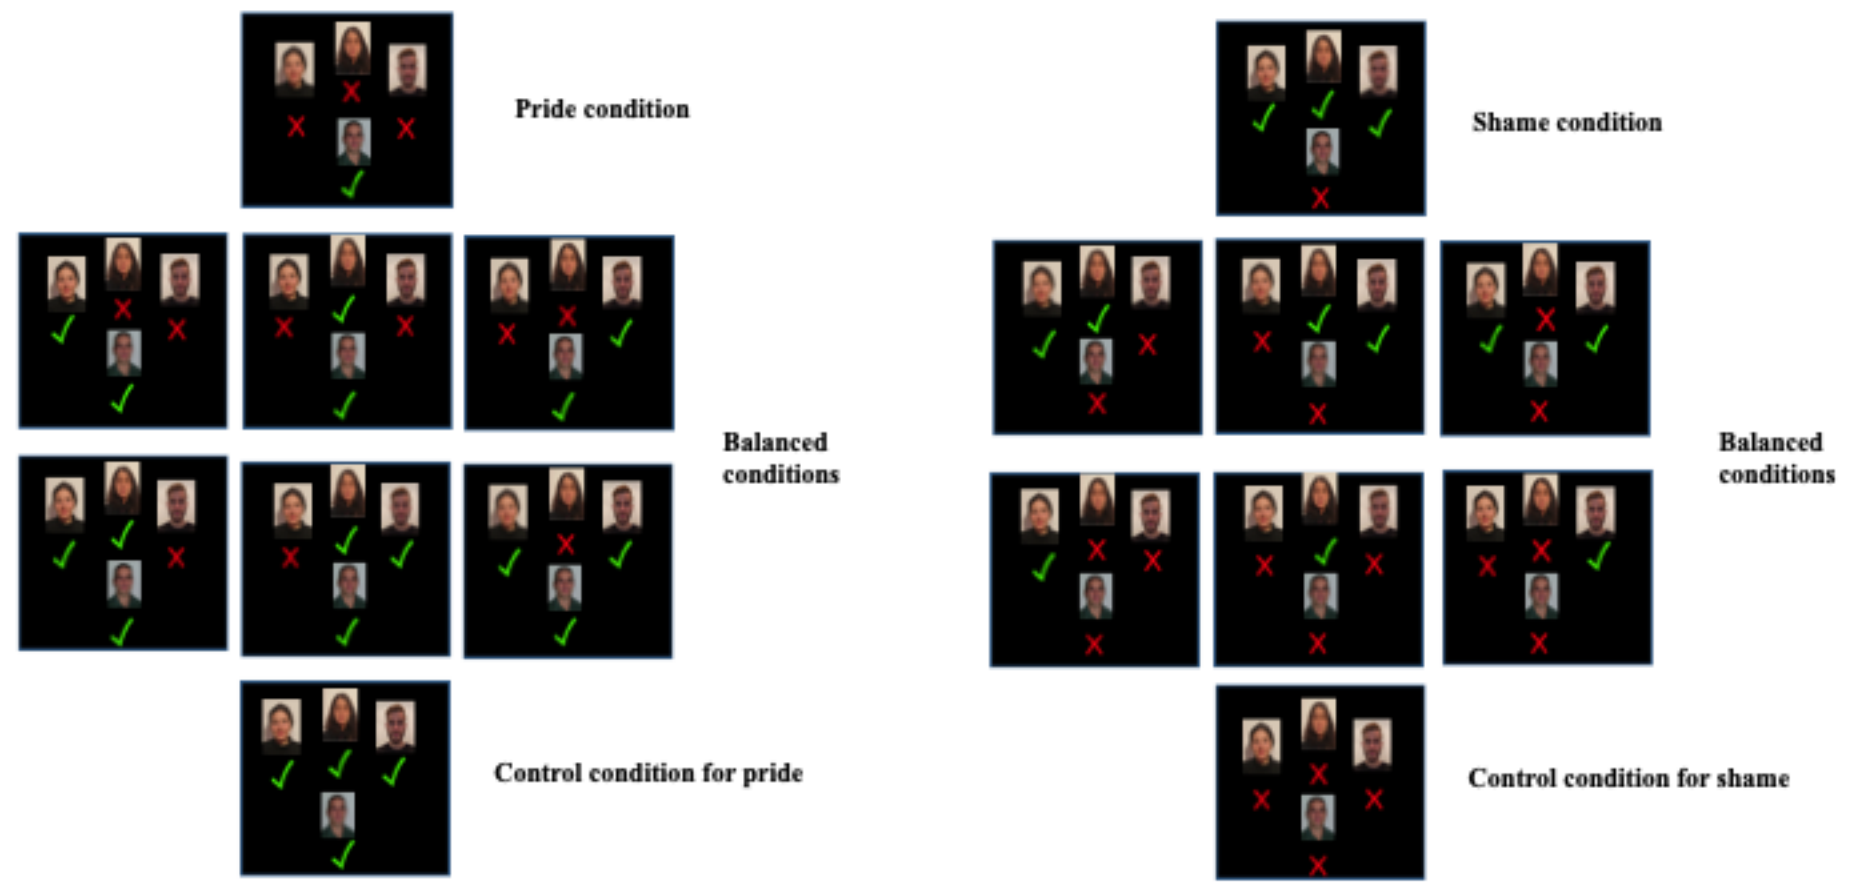 Pride condition
Shame condition
Balanced
conditions
Balanced
conditions
Control condition for pride
Control condition for shame